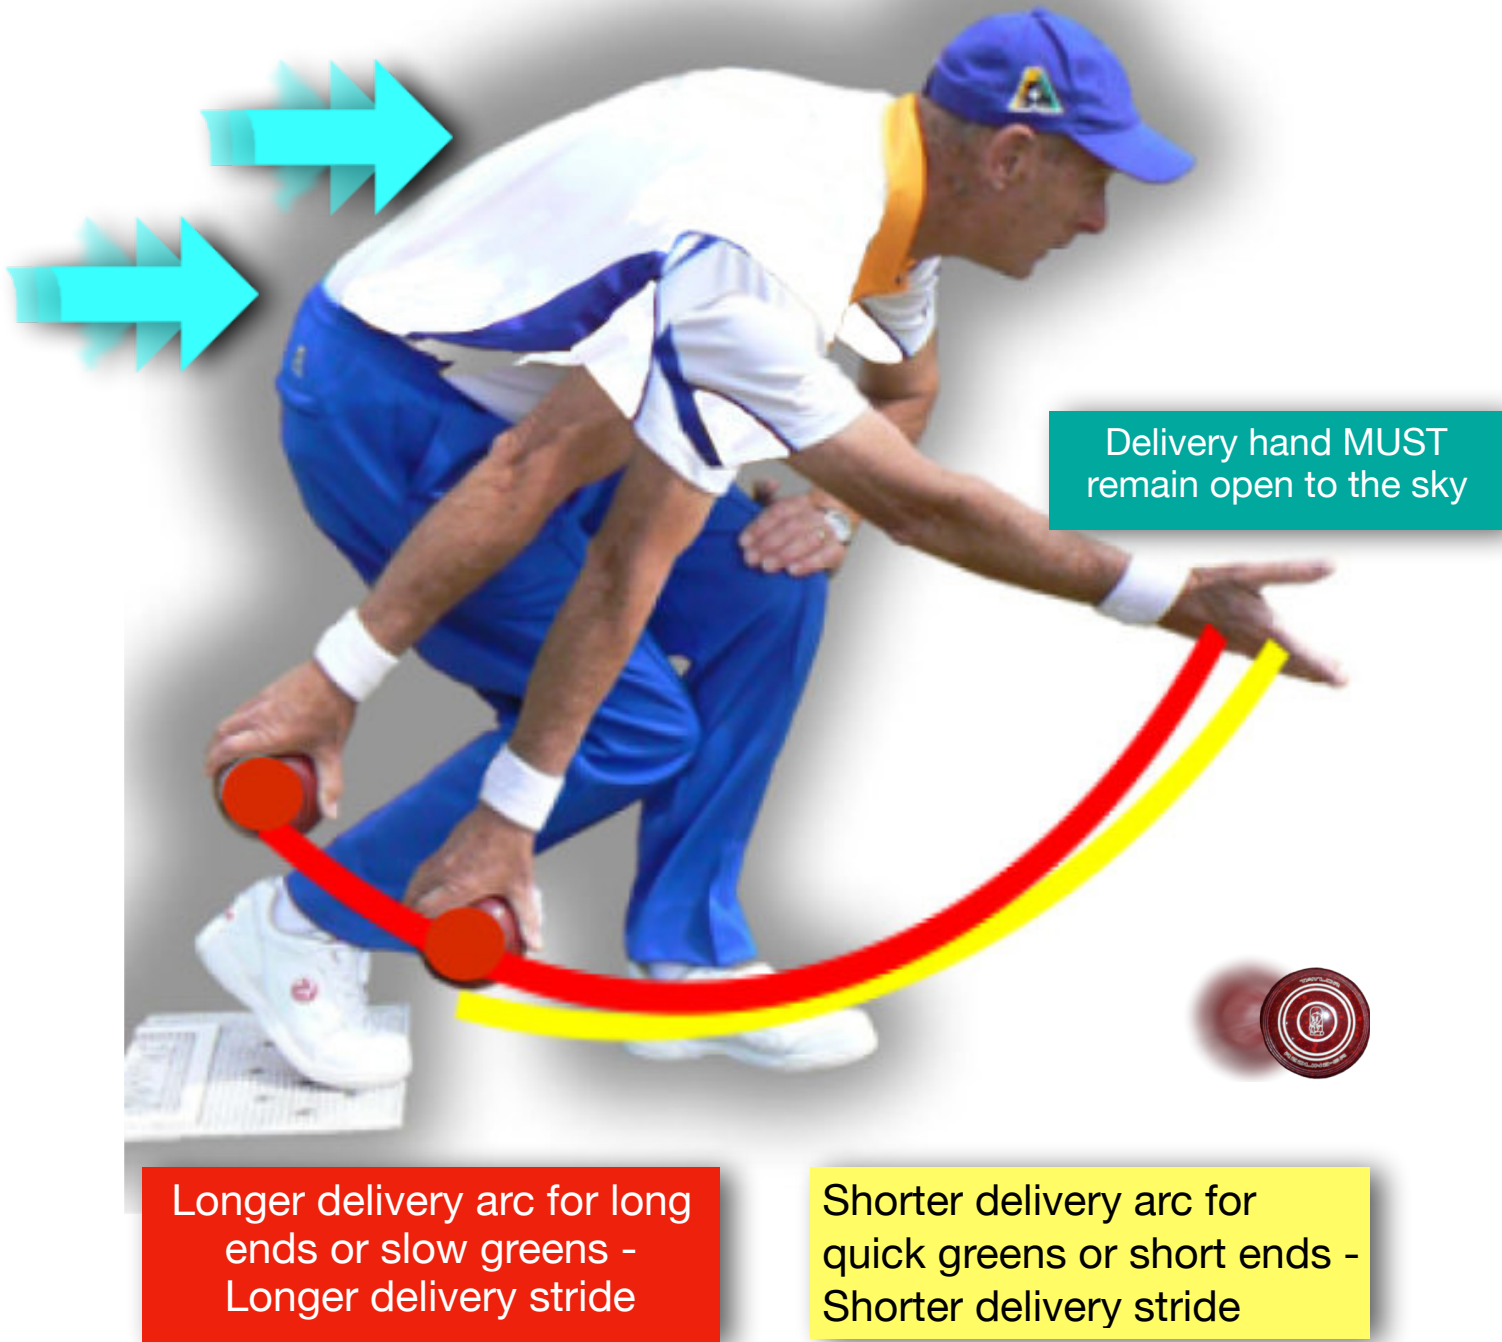 Delivery hand MUST
remain open to the sky
TAYLOR
Longer delivery arc for long
ends or slow greens -
Longer delivery stride
Shorter delivery arc for
quick greens or short ends -
Shorter delivery stride